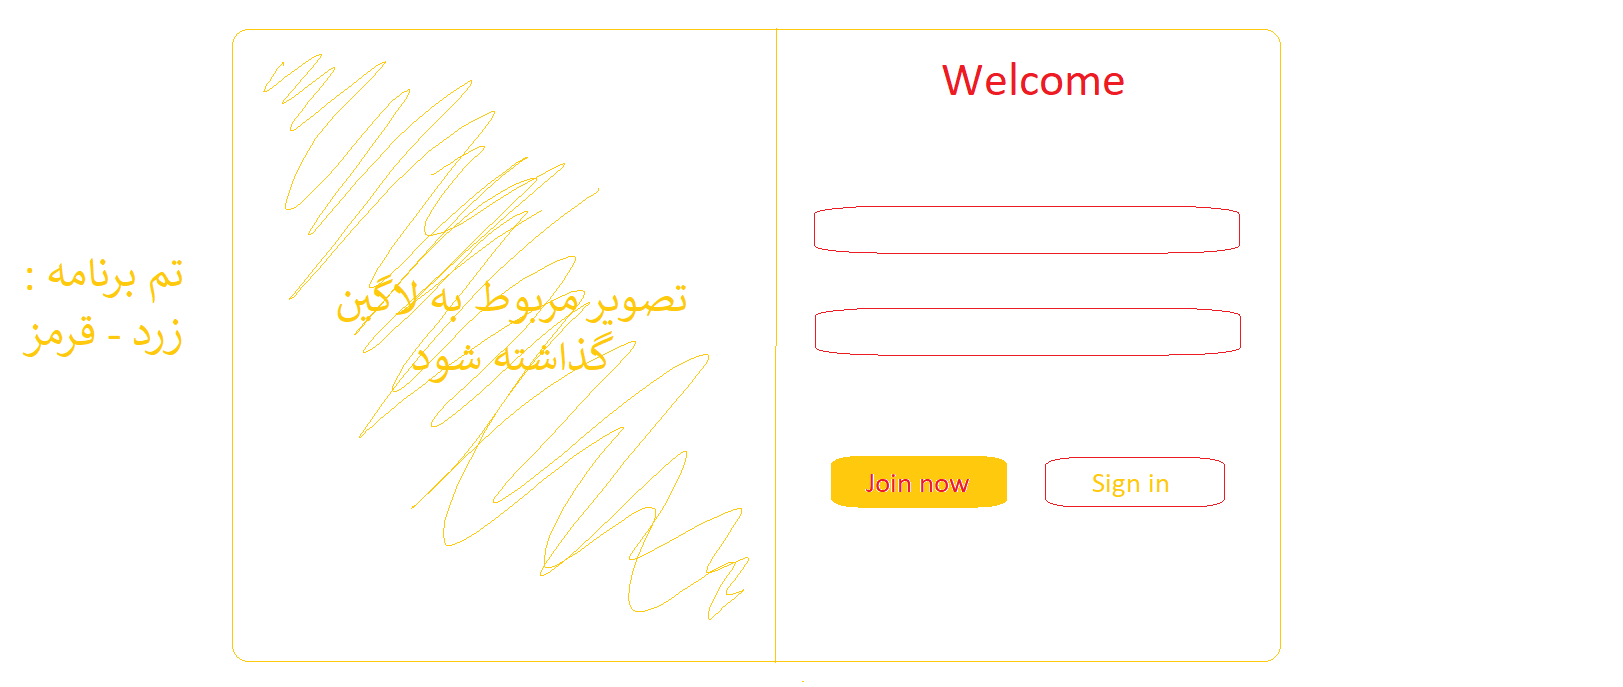 Welcome
تم برنامه :
زرد - قرمز
تصویر مربوط به لاگین
گذاشته شود
Join now
Sign in